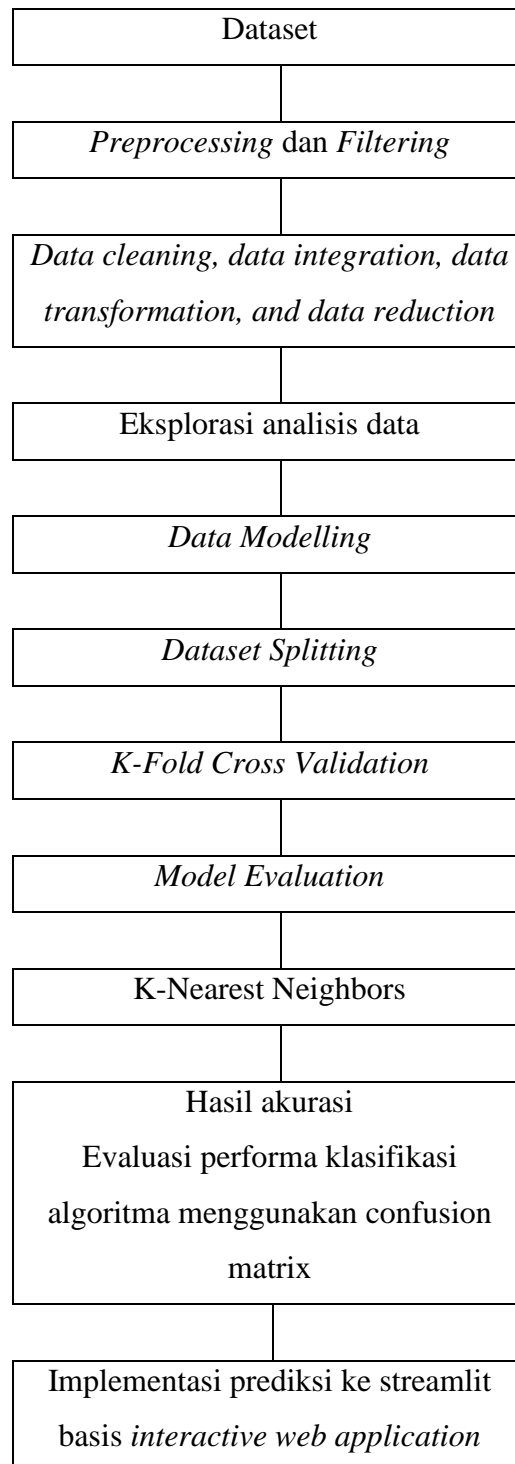 Dataset
Preprocessing dan Filtering
Data cleaning, data integration, data
transformation, and data reduction
Eksplorasi analisis data
Data Modelling
Dataset Splitting
K-Fold Cross Validation
Model Evaluation
K-Nearest Neighbors
Hasil akurasi
Evaluasi performa klasifikasi
algoritma menggunakan confusion
matrix
Implementasi prediksi ke streamlit
basis interactive web application